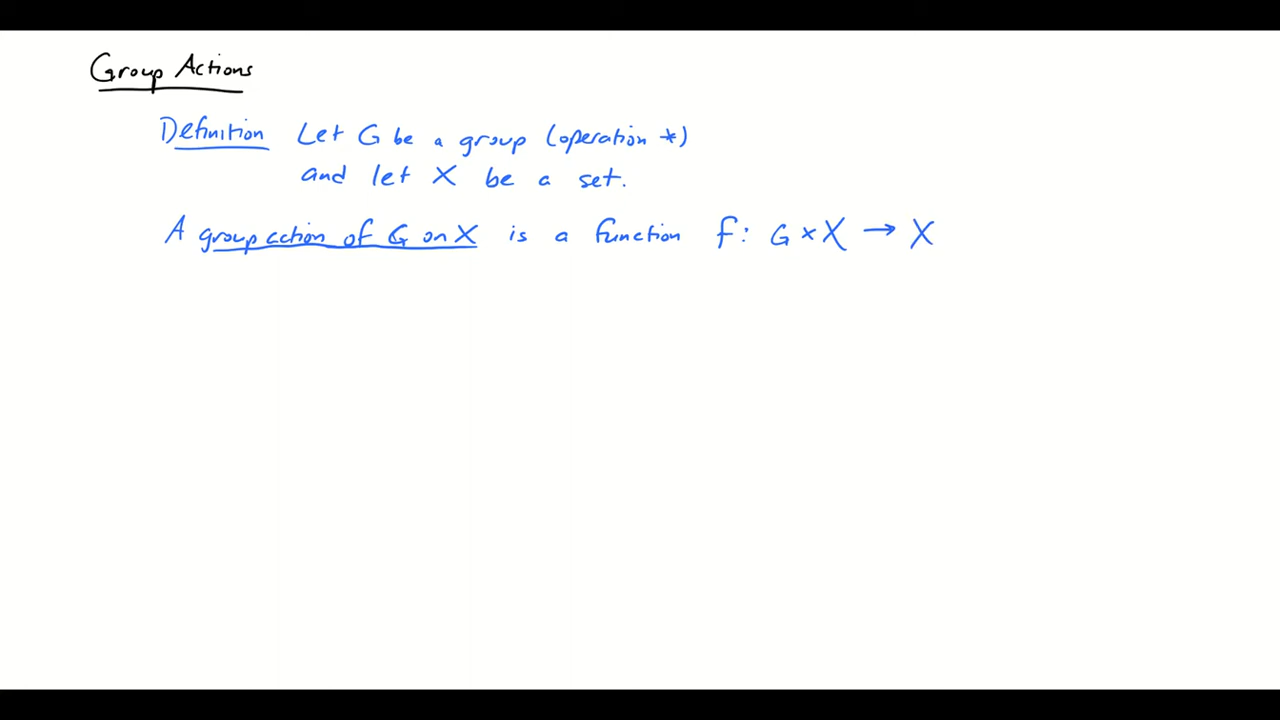 Group Actions
Definition Let G be a group (operation *)
and let X be a set.
A group action of G on X is a function f: G × X → X